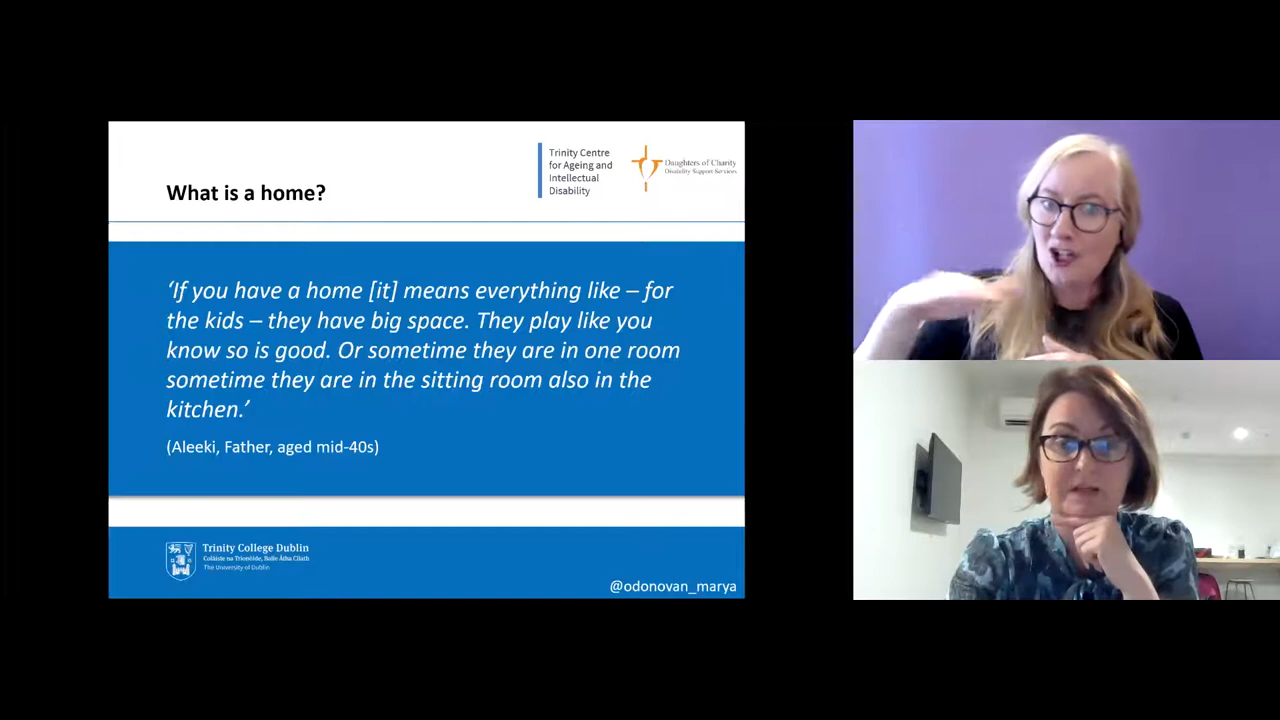 Trinity Centre
for Ageing and
Intellectual
Disability
Daughters of Charity
Disability Support Services
What is a home?
‘If you have a home [it] means everything like – for
the kids – they have big space. They play like you
know so is good. Or sometime they are in one room
sometime they are in the sitting room also in the
kitchen.’
(Aleeki, Father, aged mid-40s)
Trinity College Dublin
Coláiste na Tríonóide, Baile Átha Cliath
The University of Dublin
@odonovan_marya